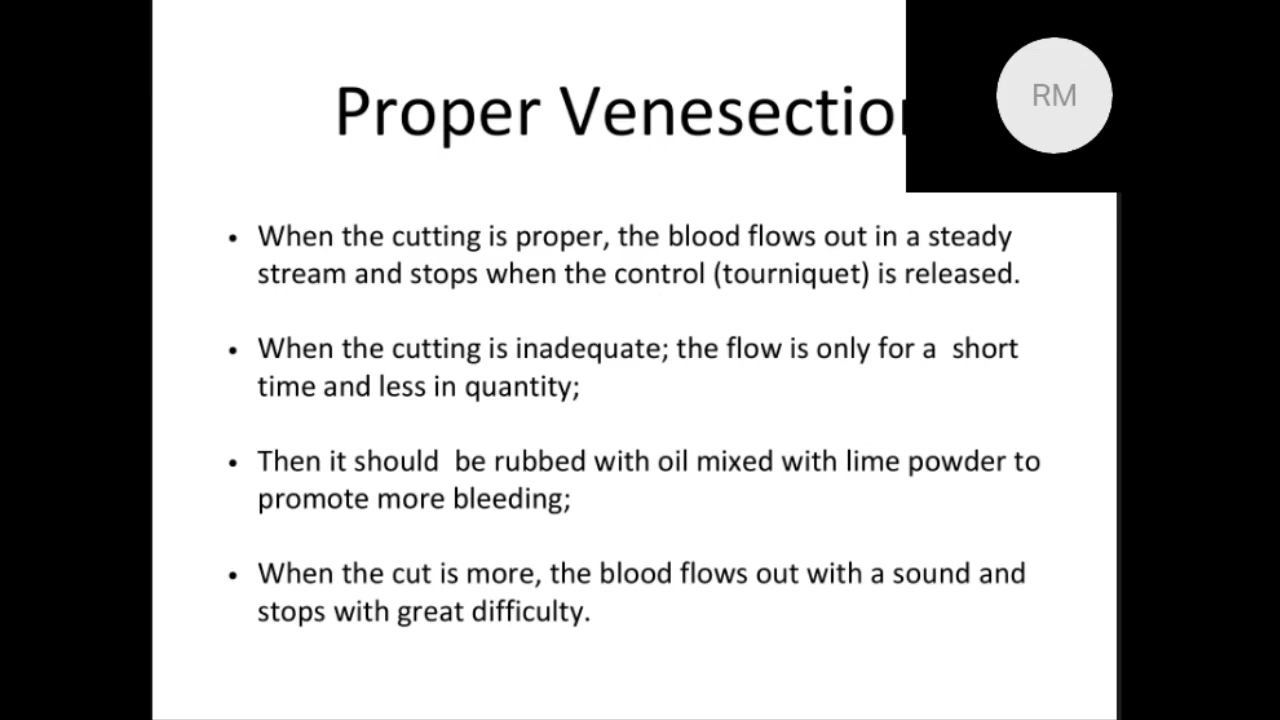 Proper Venesection
RM
• When the cutting is proper, the blood flows out in a steady
stream and stops when the control (tourniquet) is released.
• When the cutting is inadequate; the flow is only for a  short
time and less in quantity;
• Then it should  be rubbed with oil mixed with lime powder to
promote more bleeding;
• When the cut is more, the blood flows out with a sound and
stops with great difficulty.